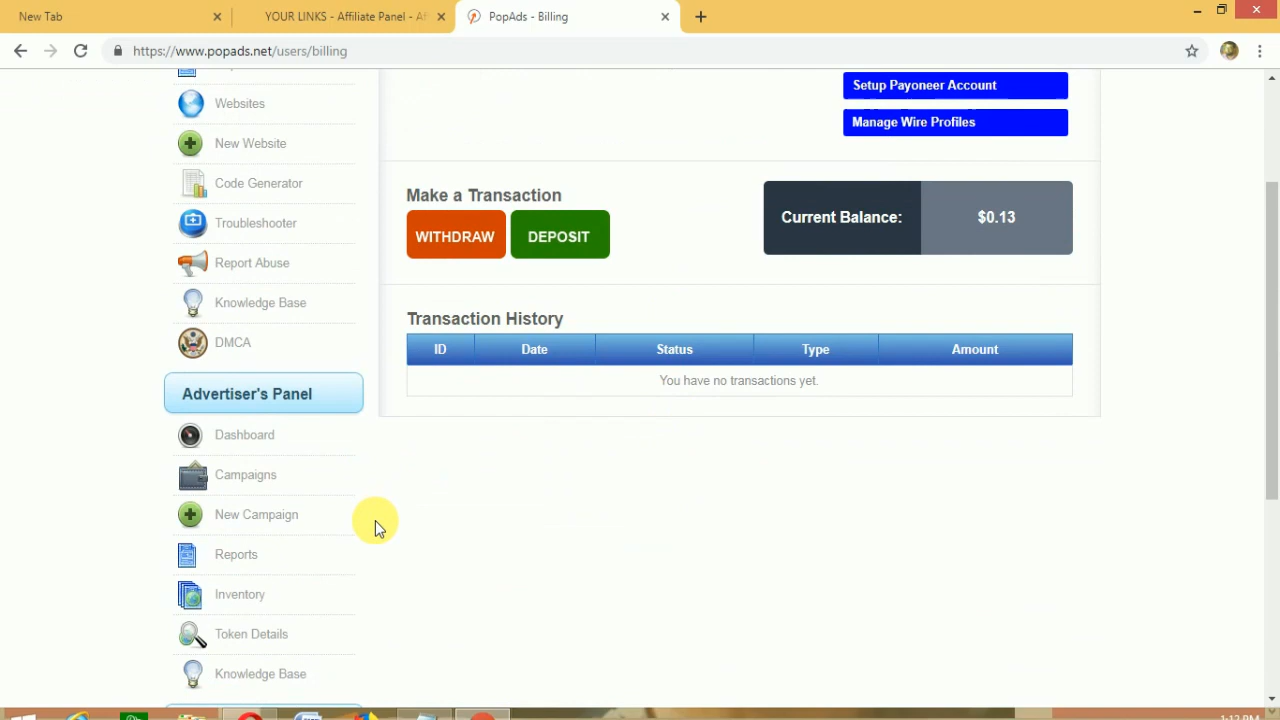 New Tab
YOUR LINKS - Affiliate Panel - Af
PopAds - Billing
https://www.popads.net/users/billing
Websites
New Website
Code Generator
Troubleshooter
Report Abuse
Knowledge Base
DMCA
Advertiser's Panel
Dashboard
Campaigns
New Campaign
Reports
Inventory
Token Details
Knowledge Base
Setup Payoneer Account
Manage Wire Profiles
Make a Transaction
WITHDRAW
DEPOSIT
Current Balance:
$0.13
Transaction History
ID Date Status Type Amount
You have no transactions yet.
1:12 PM